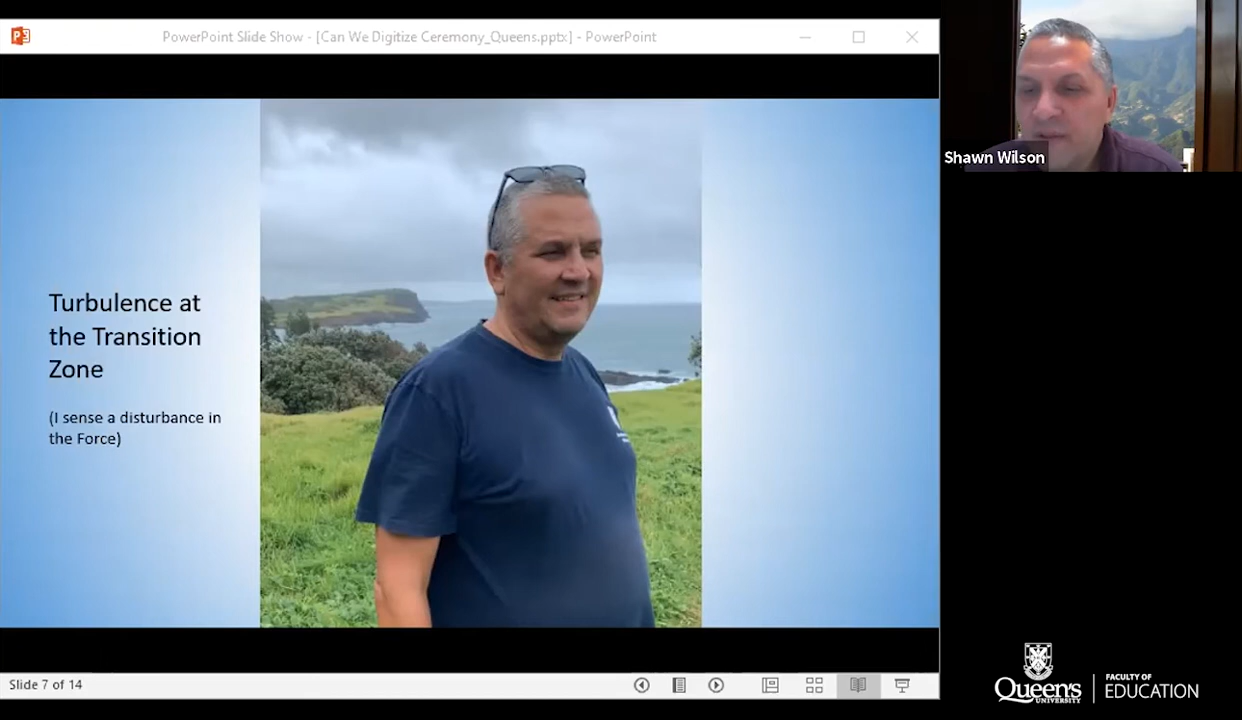 PowerPoint Slide Show - [Can We Digitize Ceremony_Queens.pptx] - PowerPoint
Shawn Wilson
Turbulence at
the Transition
Zone
(I sense a disturbance in
the Force)
Slide 7 of 14
Queen's
UNIVERSITY
FACULTY OF
EDUCATION